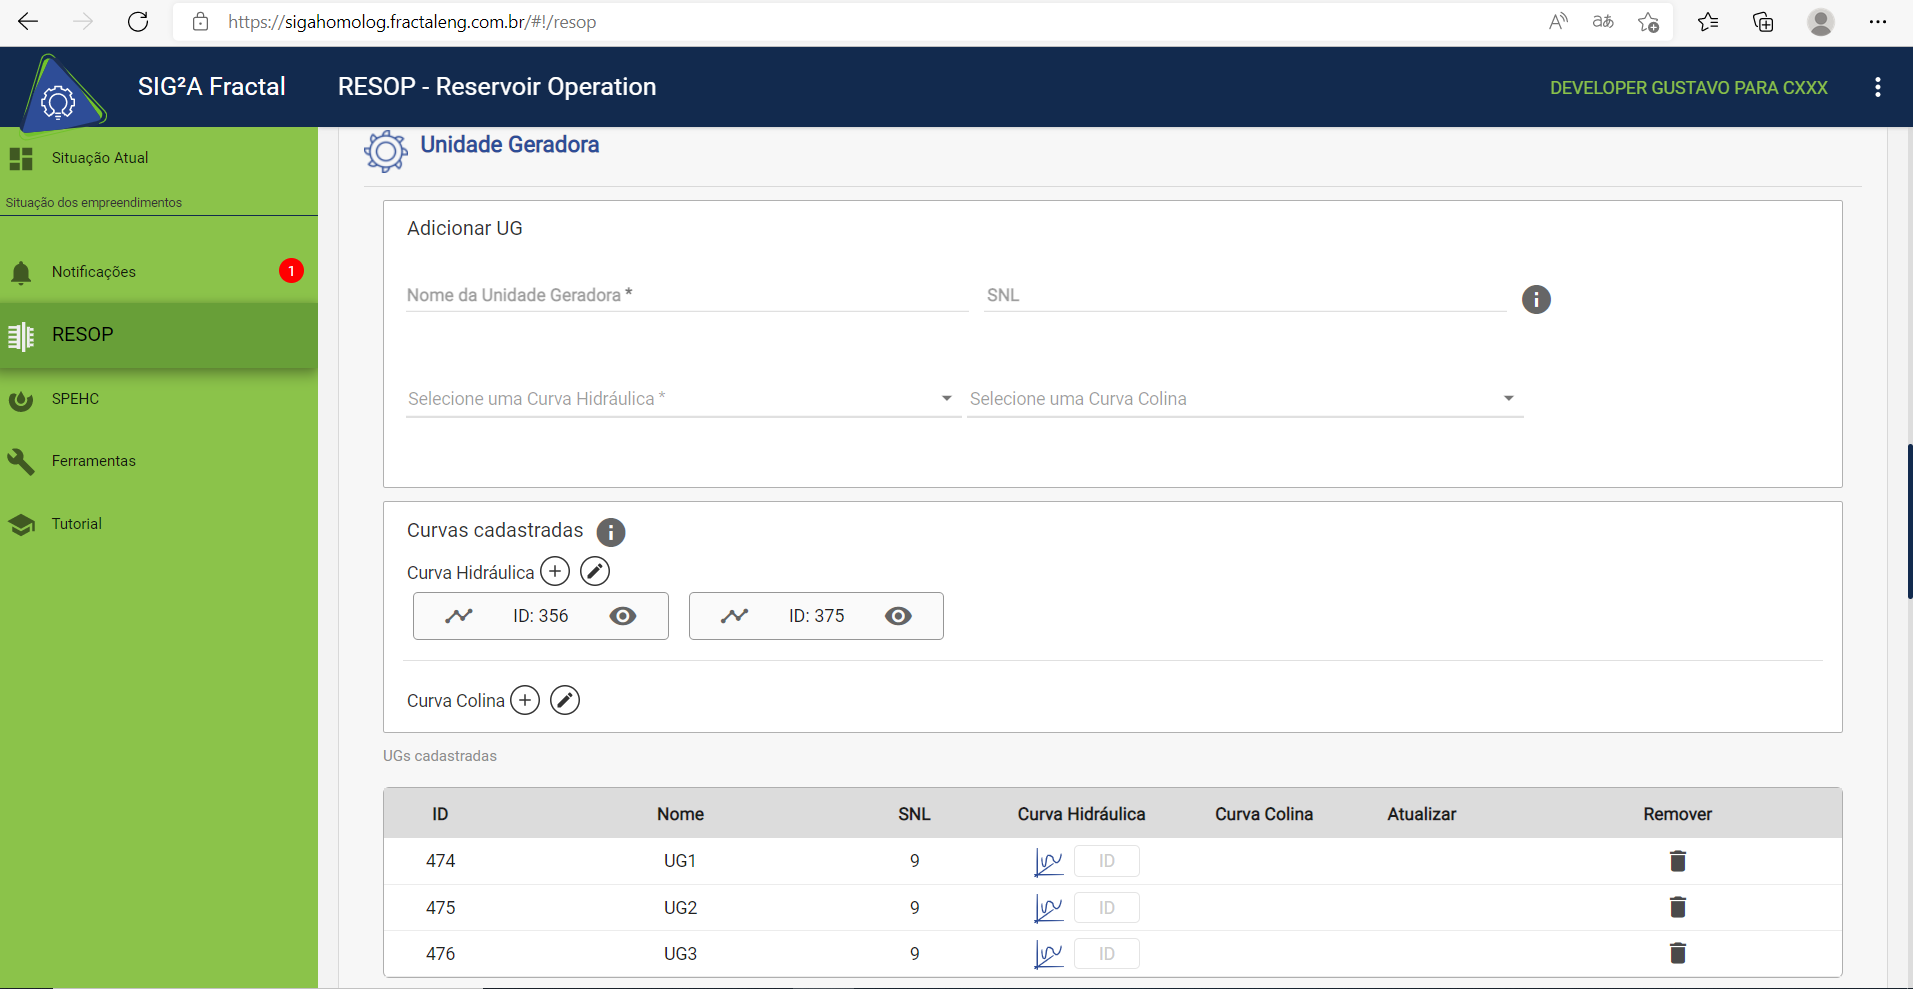 https://sigahomolog.fractaleng.com.br/#!/resop
SIG²A Fractal
RESOP - Reservoir Operation
DEVELOPER GUSTAVO PARA CXXX
Situação Atual
Situação dos empreendimentos
Notificações 1
RESOP
SPEHC
Ferramentas
Tutorial
Unidade Geradora
Adicionar UG
Nome da Unidade Geradora *
SNL
Selecione uma Curva Hidráulica *
Selecione uma Curva Colina
Curvas cadastradas
Curva Hidráulica
ID: 356
ID: 375
Curva Colina
UGs cadastradas
ID Nome SNL Curva Hidráulica Curva Colina Atualizar Remover
474 UG1 9 ID
475 UG2 9 ID
476 UG3 9 ID